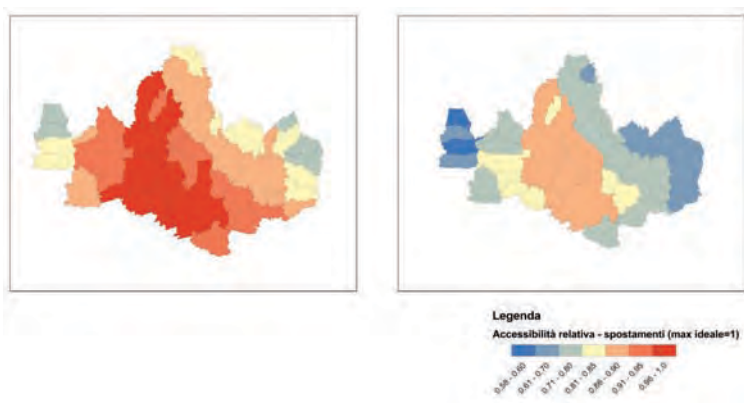 Legenda
Accessibilità relativa - spostamenti (max ideale=1)
0.58 - 0.60
0.61 - 0.70
0.71 - 0.80
0.81 - 0.85
0.86 - 0.90
0.91 - 0.95
0.96 - 1.0